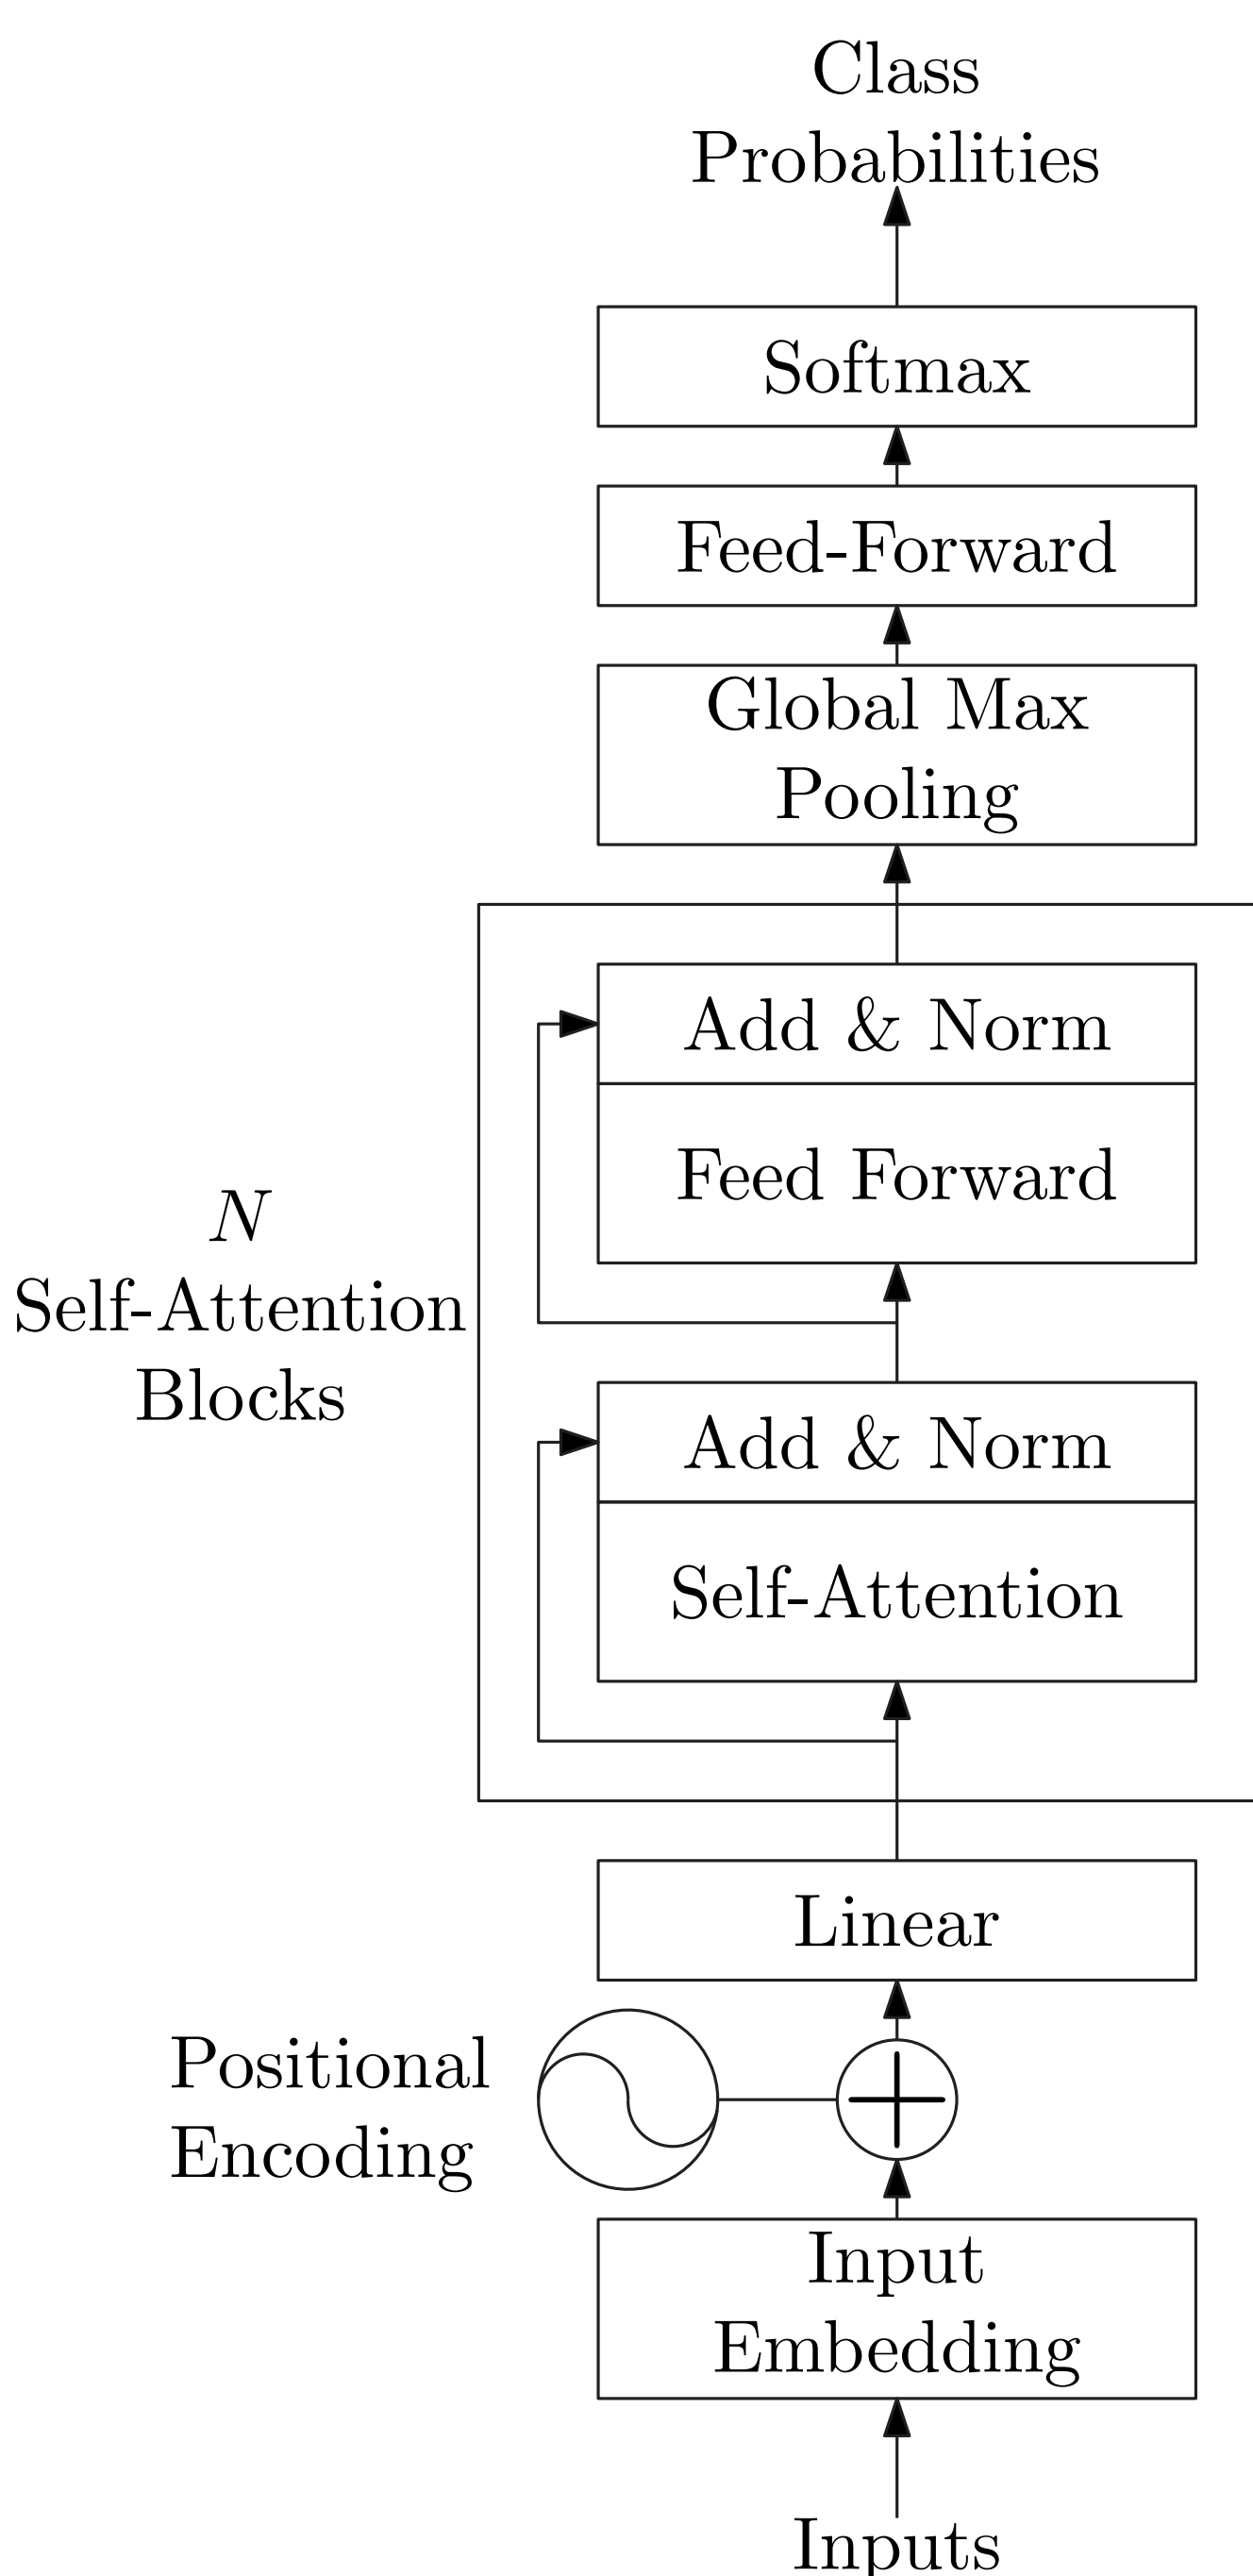 Class
Probabilities
Softmax
Feed-Forward
Global Max
Pooling
Add & Norm
Feed Forward
N
Self-Attention
Blocks
Add & Norm
Self-Attention
Linear
Positional
Encoding
Input
Embedding
Inputs